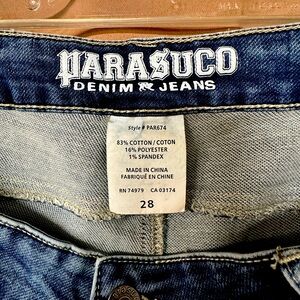 PARASUCO
DENIM JEANS
Style # PAR674
83% COTTON / COTON
16% POLYESTER
1% SPANDEX
MADE IN CHINA
FABRIQUÉ EN CHINE
RN 74979 CA 03174
28